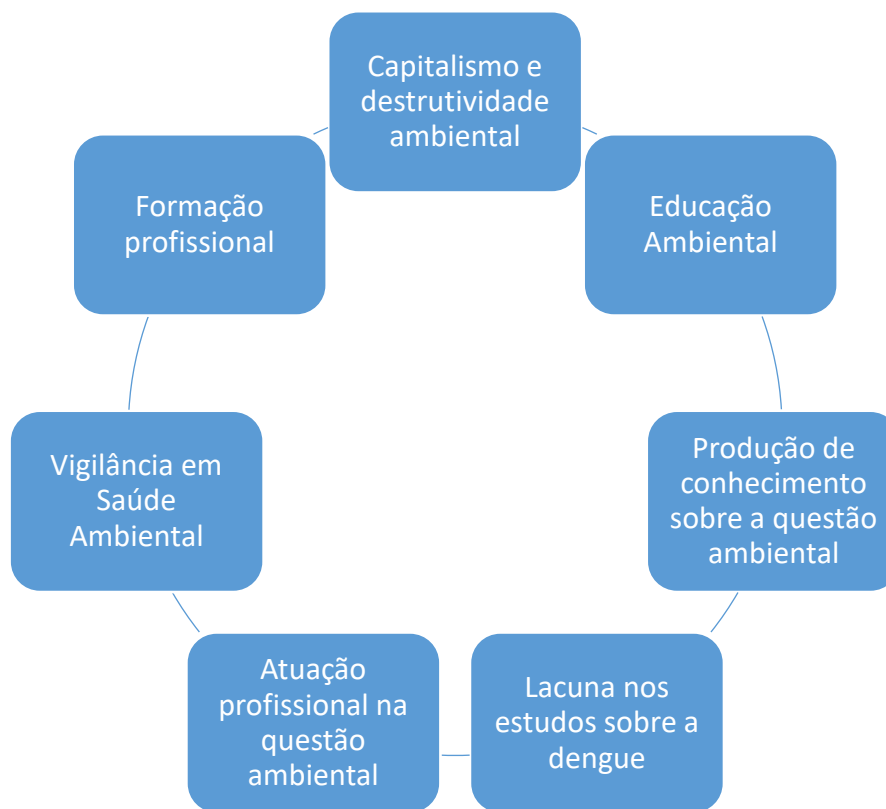 Capitalismo e
destrutividade
ambiental
Educação
Ambiental
Produção de
conhecimento
sobre a questão
ambiental
Lacuna nos
estudos sobre a
dengue
Atuação
profissional na
questão
ambiental
Vigilância em
Saúde
Ambiental
Formação
profissional